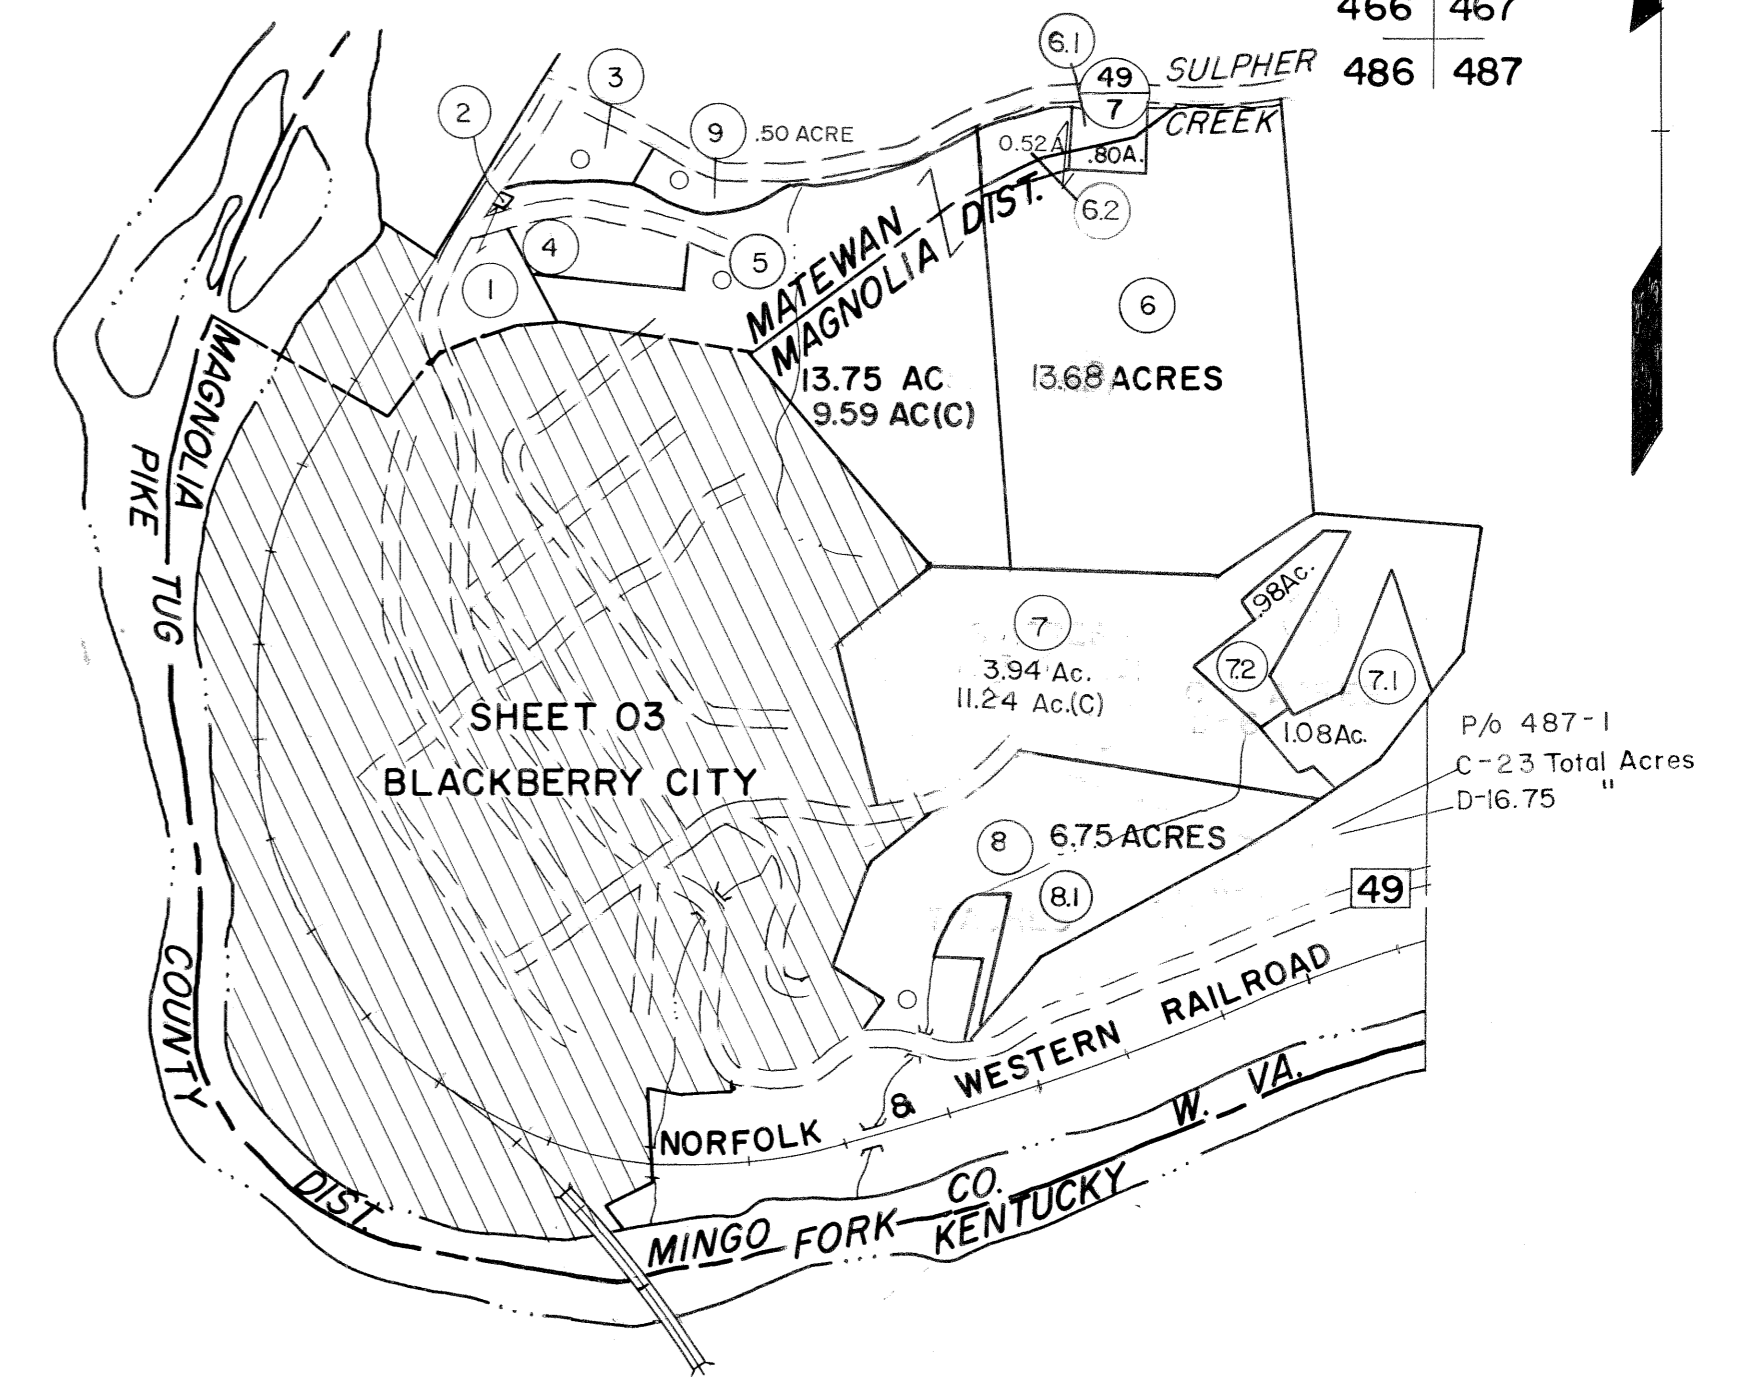 466 467
486 487
6.1
49
7
SULPHER
CREEK
3
2
9 .50 ACRE
0.52A
.80A.
6.2
4
5
1
MATEWAN
MAGNOLIA DIST.
6
13.75 AC
9.59 AC(C)
13.68 ACRES
MAGNOLIA
PIKE
TUG
COUNTY
DIST.
.98Ac.
7
3.94 Ac.
11.24 Ac.(C)
7.2
7.1
1.08Ac.
SHEET 03
BLACKBERRY CITY
P/o 487-1
C-23 Total Acres
D-16.75 "
8 6.75 ACRES
8.1
49
NORFOLK & WESTERN RAILROAD
MINGO CO. W. VA.
FORK
KENTUCKY